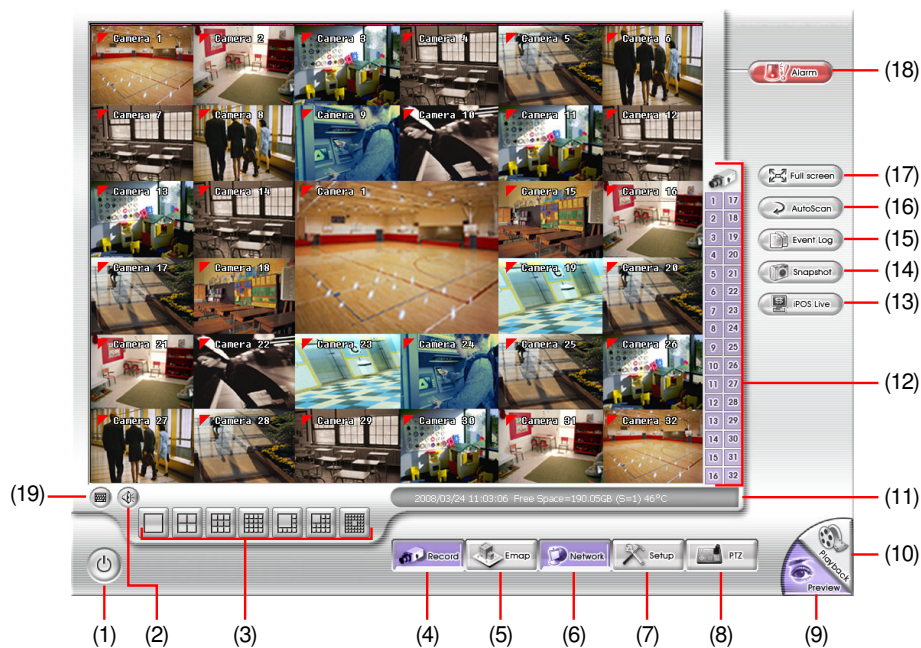 Camera 1
Camera 2
Camera 3
Camera 4
Camera 5
Camera 6
Camera 7
Camera 8
Camera 9
Camera 10
Camera 11
Camera 12
Camera 13
Camera 14
Camera 1
Camera 15
Camera 16
Camera 17
Camera 18
Camera 19
Camera 20
Camera 21
Camera 22
Camera 23
Camera 24
Camera 25
Camera 26
Camera 27
Camera 28
Camera 29
Camera 30
Camera 31
Camera 32
Alarm
(18)
Full screen
(17)
AutoScan
(16)
Event Log
(15)
Snapshot
(14)
iPOS Live
(13)
1 17
2 18
3 19
4 20
5 21
6 22
7 23
8 24
9 25
10 26
11 27
12 28
13 29
14 30
15 31
16 32
(12)
(19)
2008/03/24 11:03:06 Free Space=190.05GB (S=1) 46°C
(11)
Record
Emap
Network
Setup
PTZ
Playback
(10)
Preview
(1)
(2)
(3)
(4)
(5)
(6)
(7)
(8)
(9)